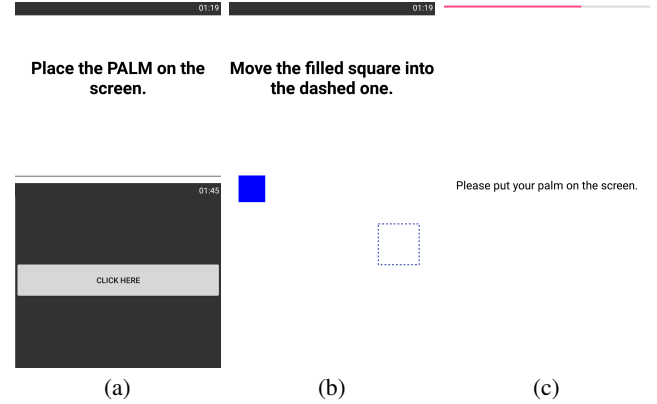 01:19
Place the PALM on the
screen.
01:45
CLICK HERE
(a)
01:19
Move the filled square into
the dashed one.
(b)
Please put your palm on the screen.
(c)